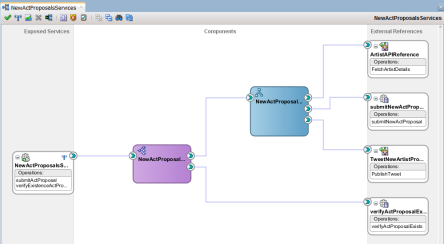 NewActProposalsServices
NewActProposalsServices
Exposed Services
Components
External References
NewActProposalsS...
Operations:
submitActProposal
verifyExistenceActPro...
NewActProposal...
NewActProposal...
ArtistAPIReference
Operations:
FetchArtistDetails
submitNewActProp...
Operations:
submitNewActProposal
TweetNewArtistPro...
Operations:
PublishTweet
verifyActProposalEx...
Operations:
verifyActProposalExists